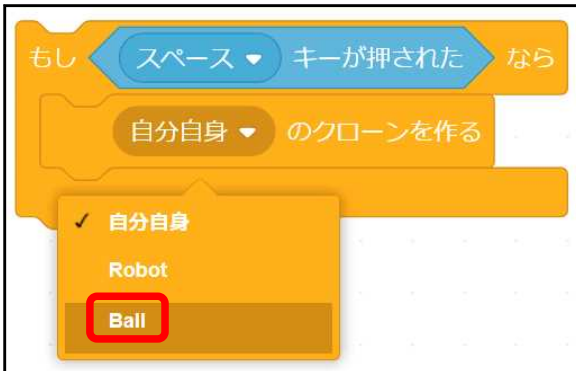 もし スペース キーが押された なら
自分自身 のクローンを作る
自分自身
Robot
Ball